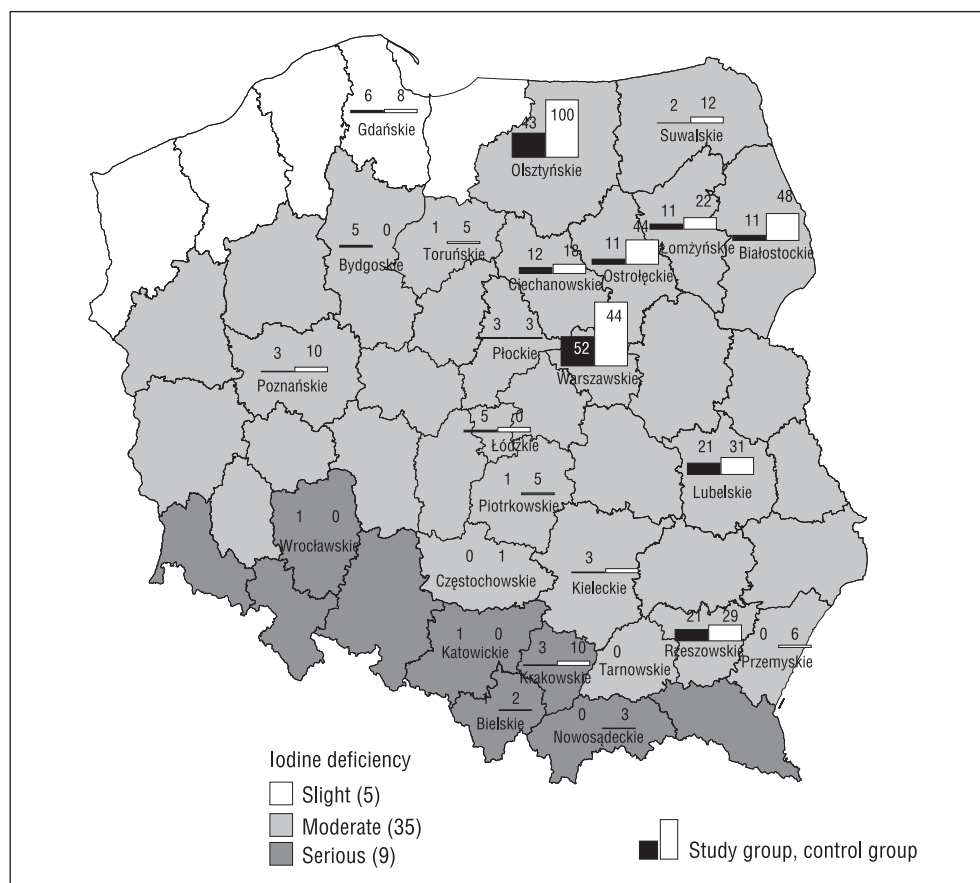 6 8
Gdańskie
43 100
Olsztyńskie
2 12
Suwalskie
5 0
Bydgoskie
1 5
Toruńskie
12 18
Ciechanowskie
11 44
Ostrołęckie
11 22
Łomżyńskie
11 48
Białostockie
3 3
Płockie
52 44
Warszawskie
3 10
Poznańskie
5 0
Łódzkie
1 5
Piotrkowskie
21 31
Lubelskie
1 0
Wrocławskie
0 1
Częstochowskie
3
Kieleckie
1 0
Katowickie
3 10
Krakowskie
0
Tarnowskie
21 29
Rzeszowskie
0 6
Przemyskie
1 2
Bielskie
0 3
Nowosądeckie
Iodine deficiency
Slight (5)
Moderate (35)
Serious (9)
Study group, control group